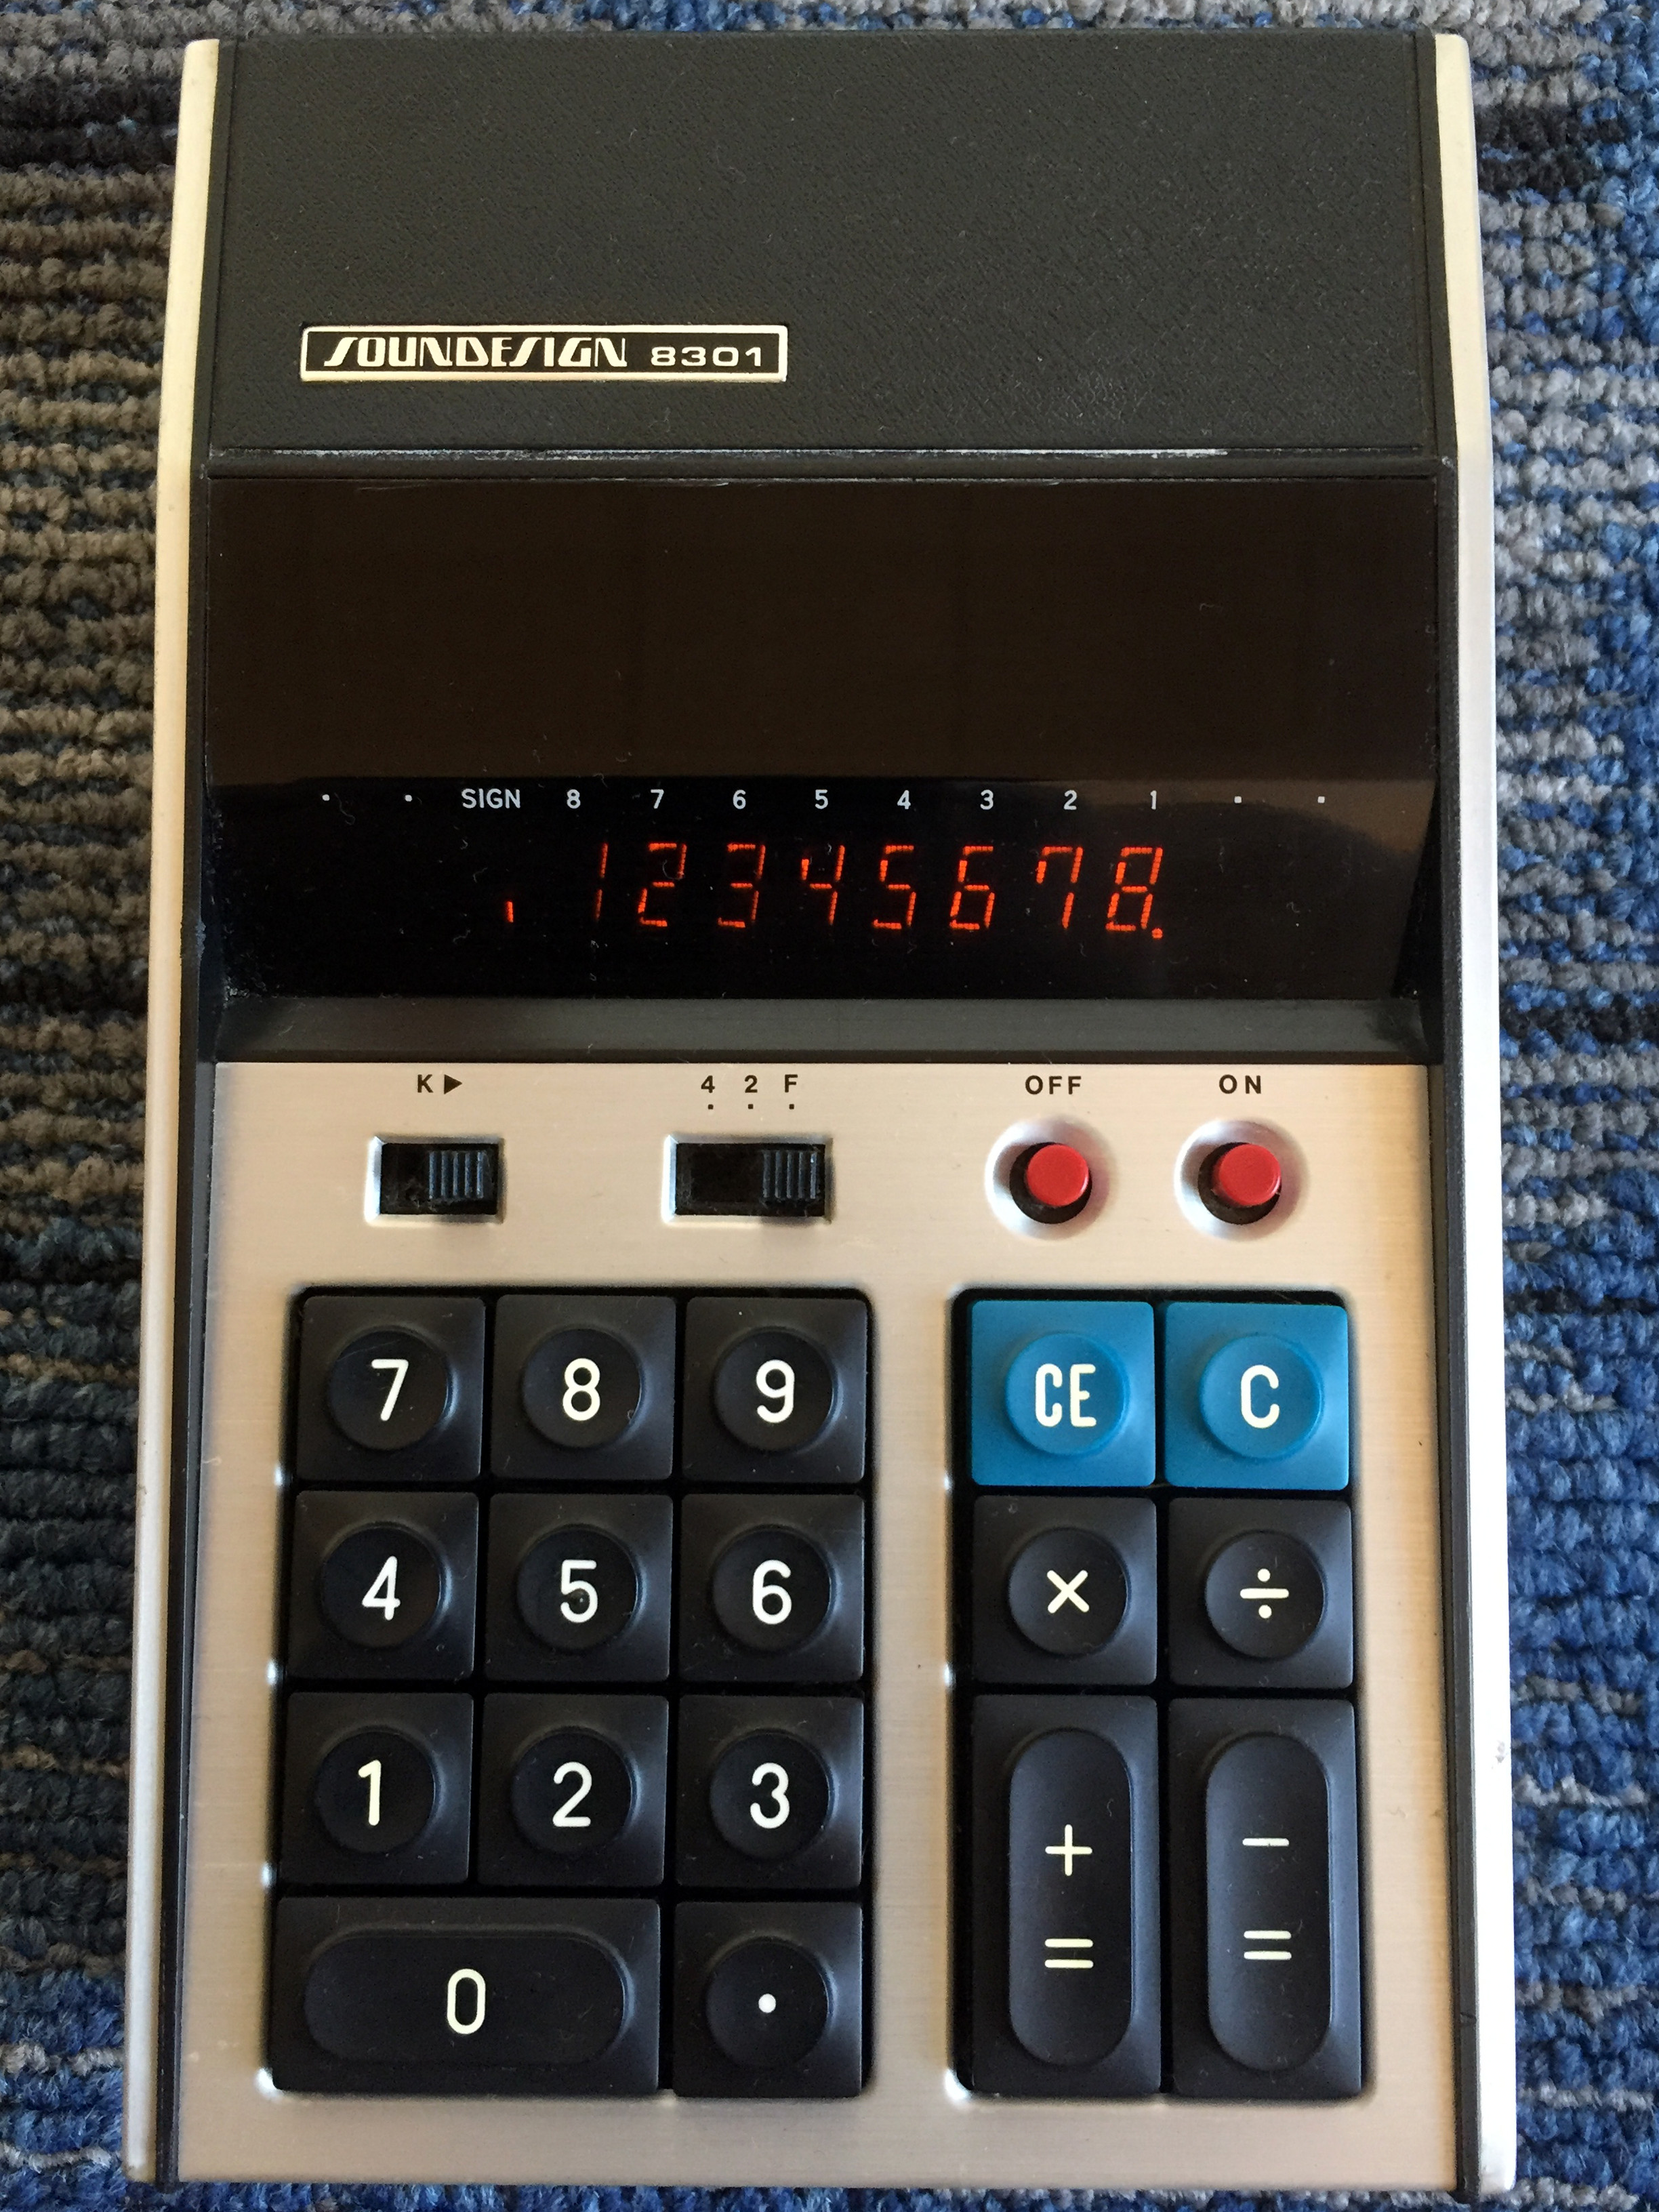 SOUNDESIGN 8301
SIGN 8 7 6 5 4 3 2 1
12345678.
K▶ 4 2 F OFF ON
7 8 9 CE C
4 5 6 × ÷
1 2 3 + −
= =
0 .